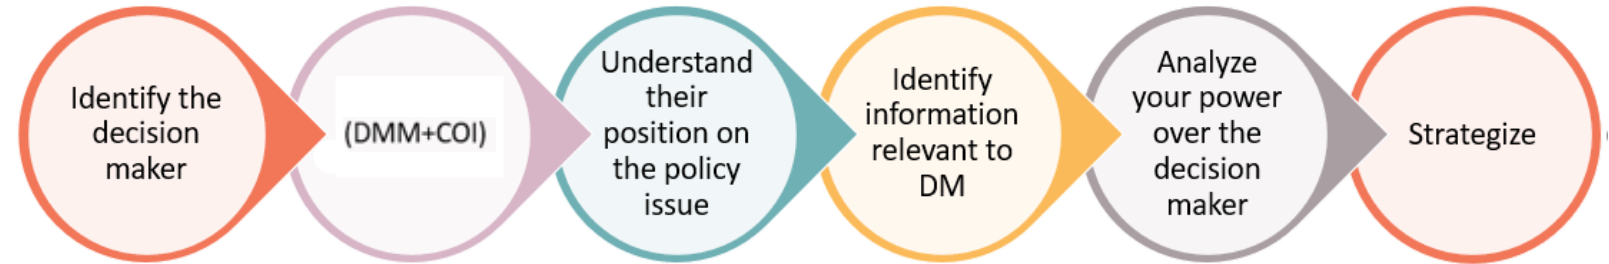 Identify the
decision
maker
(DMM+COI)
Understand
their
position on
the policy
issue
Identify
information
relevant to
DM
Analyze
your power
over the
decision
maker
Strategize